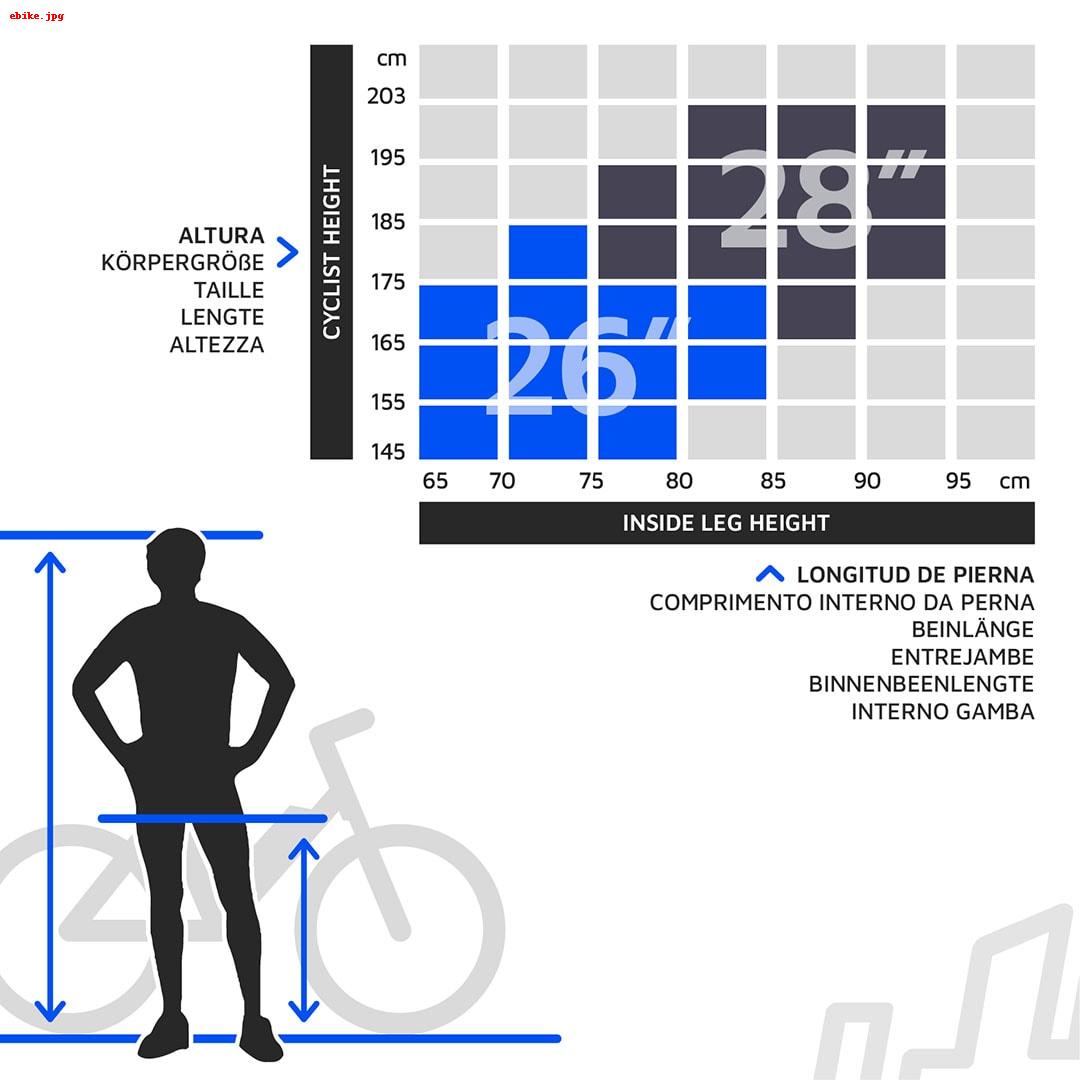 ebike.jpg
cm
203
195
185
175
165
155
145
CYCLIST HEIGHT
28”
26”
ALTURA
KÖRPERGRÖßE
TAILLE
LENGTE
ALTEZZA
65 70 75 80 85 90 95 cm
INSIDE LEG HEIGHT
LONGITUD DE PIERNA
COMPRIMENTO INTERNO DA PERNA
BEINLÄNGE
ENTREJAMBE
BINNENBEENLENGTE
INTERNO GAMBA